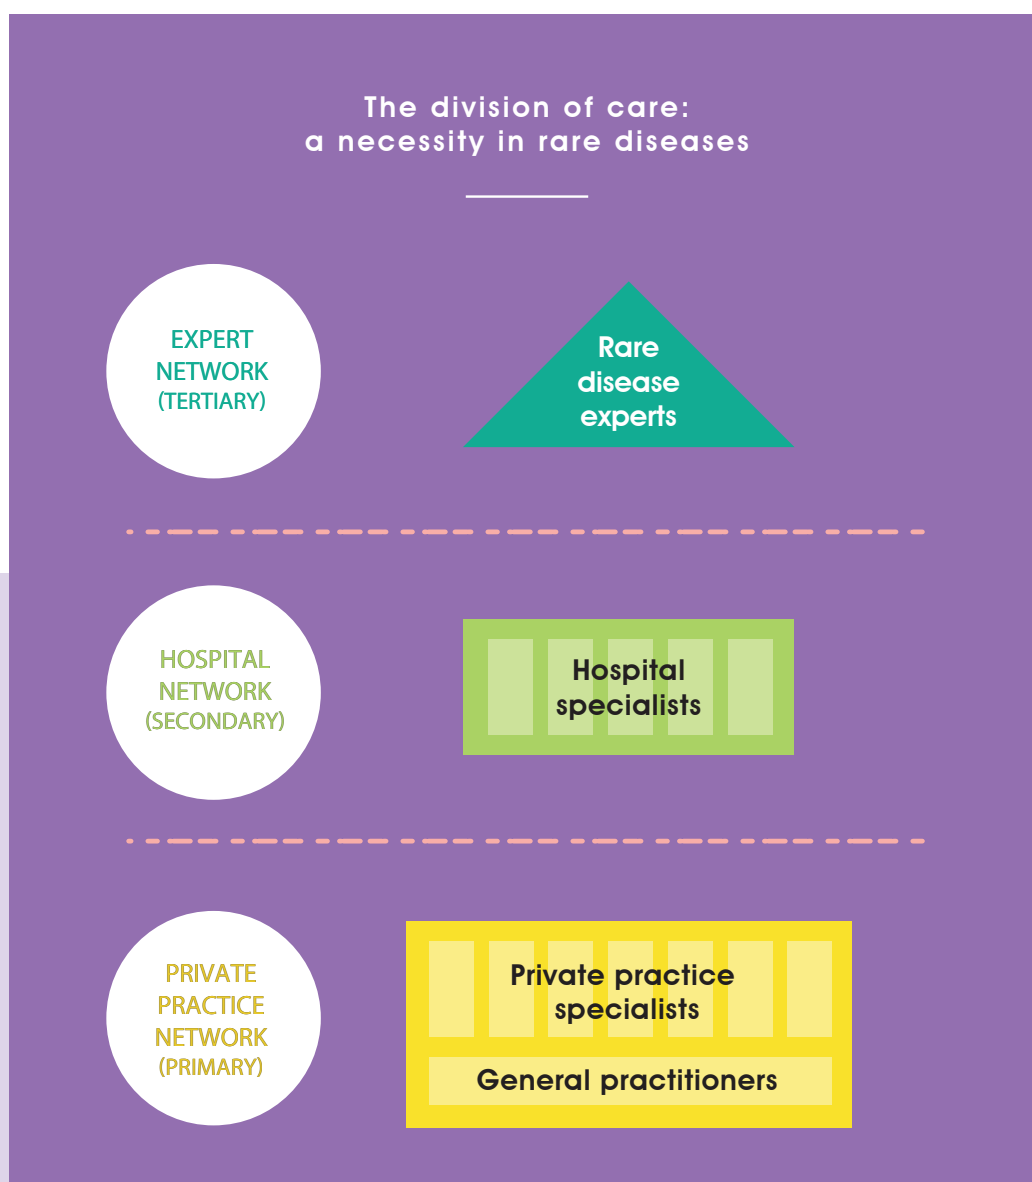 The division of care:
a necessity in rare diseases
EXPERT
NETWORK
(TERTIARY)
Rare
disease
experts
HOSPITAL
NETWORK
(SECONDARY)
Hospital
specialists
PRIVATE
PRACTICE
NETWORK
(PRIMARY)
Private practice
specialists
General practitioners